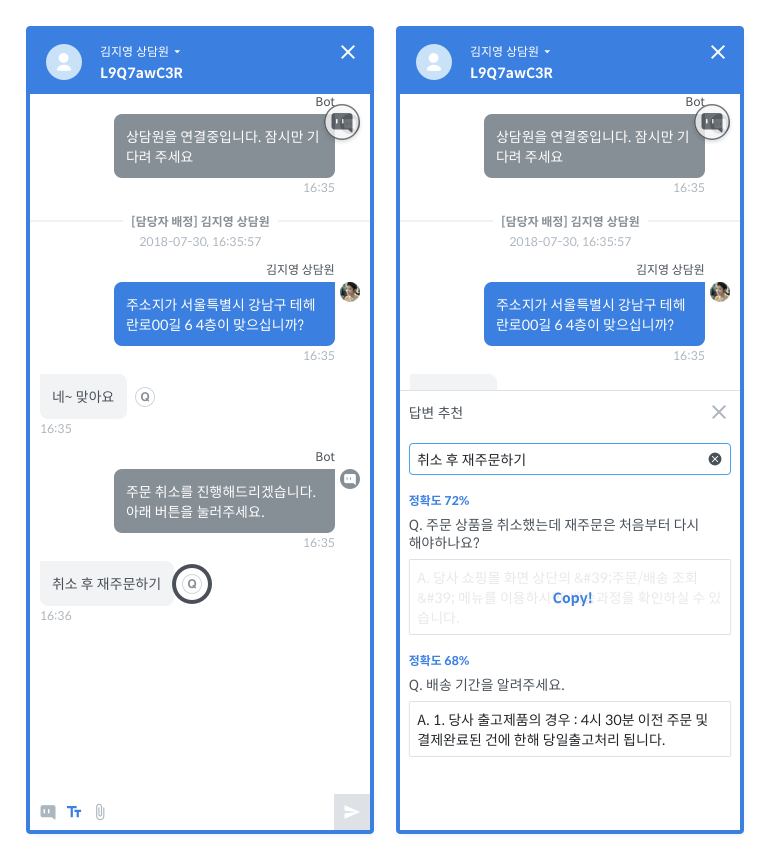 김지영 상담원
L9Q7awC3R
Bot
상담원을 연결중입니다. 잠시만 기
다려 주세요
16:35
[담당자 배정] 김지영 상담원
2018-07-30, 16:35:57
김지영 상담원
주소지가 서울특별시 강남구 테헤
란로00길 6 4층이 맞으십니까?
16:35
네~ 맞아요
Q
16:35
Bot
주문 취소를 진행해드리겠습니다.
아래 버튼을 눌러주세요.
16:35
취소 후 재주문하기
Q
16:36
TT
김지영 상담원
L9Q7awC3R
Bot
상담원을 연결중입니다. 잠시만 기
다려 주세요
16:35
[담당자 배정] 김지영 상담원
2018-07-30, 16:35:57
김지영 상담원
주소지가 서울특별시 강남구 테헤
란로00길 6 4층이 맞으십니까?
16:35
답변 추천
취소 후 재주문하기
정확도 72%
Q. 주문 상품을 취소했는데 재주문은 처음부터 다시
해야하나요?
A. 당사 쇼핑몰 화면 상단의 &#39;주문/배송 조회
&#39; 메뉴를 이용하시 과정을 확인하실 수 있
습니다.
Copy!
정확도 68%
Q. 배송 기간을 알려주세요.
A. 1. 당사 출고제품의 경우 : 4시 30분 이전 주문 및
결제완료된 건에 한해 당일출고처리 됩니다.